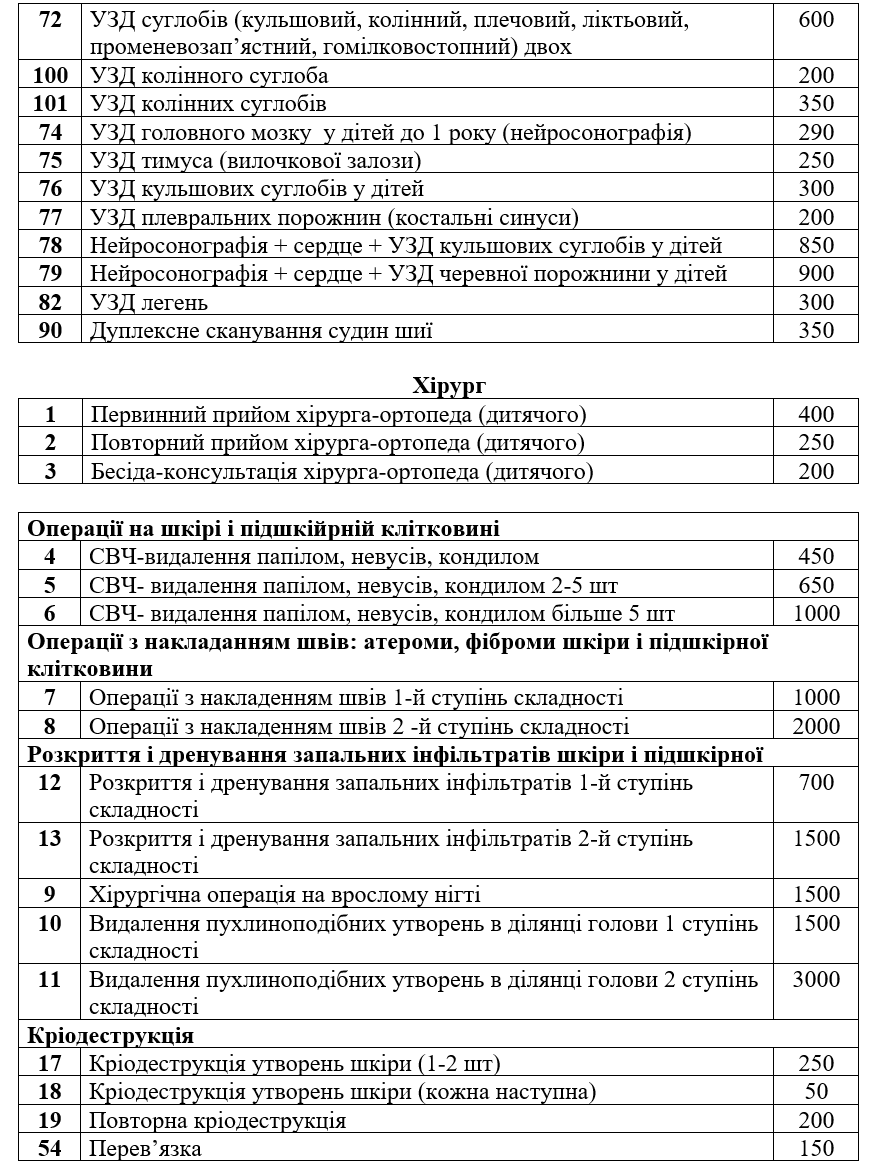 72 УЗД суглобів (кульшовий, колінний, плечовий, ліктьовий, 600
променевозап’ястний, гомілковостопний) двох
100 УЗД колінного суглоба 200
101 УЗД колінних суглобів 350
74 УЗД головного мозку у дітей до 1 року (нейросонографія) 290
75 УЗД тимуса (вилочкової залози) 250
76 УЗД кульшових суглобів у дітей 300
77 УЗД плевральних порожнин (костальні синуси) 200
78 Нейросонографія + сердце + УЗД кульшових суглобів у дітей 850
79 Нейросонографія + сердце + УЗД черевної порожнини у дітей 900
82 УЗД легень 300
90 Дуплексне сканування судин шиї 350
Хірург
1 Первинний прийом хірурга-ортопеда (дитячого) 400
2 Повторний прийом хірурга-ортопеда (дитячого) 250
3 Бесіда-консультація хірурга-ортопеда (дитячого) 200
Операції на шкірі і підшкійрній клітковині
4 СВЧ-видалення папілом, невусів, кондилом 450
5 СВЧ- видалення папілом, невусів, кондилом 2-5 шт 650
6 СВЧ- видалення папілом, невусів, кондилом більше 5 шт 1000
Операції з накладанням швів: атероми, фіброми шкіри і підшкірної
клітковини
7 Операції з накладенням швів 1-й ступінь складності 1000
8 Операції з накладенням швів 2 -й ступінь складності 2000
Розкриття і дренування запальних інфільтратів шкіри і підшкірної
12 Розкриття і дренування запальних інфільтратів 1-й ступінь 700
складності
13 Розкриття і дренування запальних інфільтратів 2-й ступінь 1500
складності
9 Хірургічна операція на врослому нігті 1500
10 Видалення пухлиноподібних утворень в ділянці голови 1 ступінь 1500
складності
11 Видалення пухлиноподібних утворень в ділянці голови 2 ступінь 3000
складності
Кріодеструкція
17 Кріодеструкція утворень шкіри (1-2 шт) 250
18 Кріодеструкція утворень шкіри (кожна наступна) 50
19 Повторна кріодеструкція 200
54 Перев’язка 150